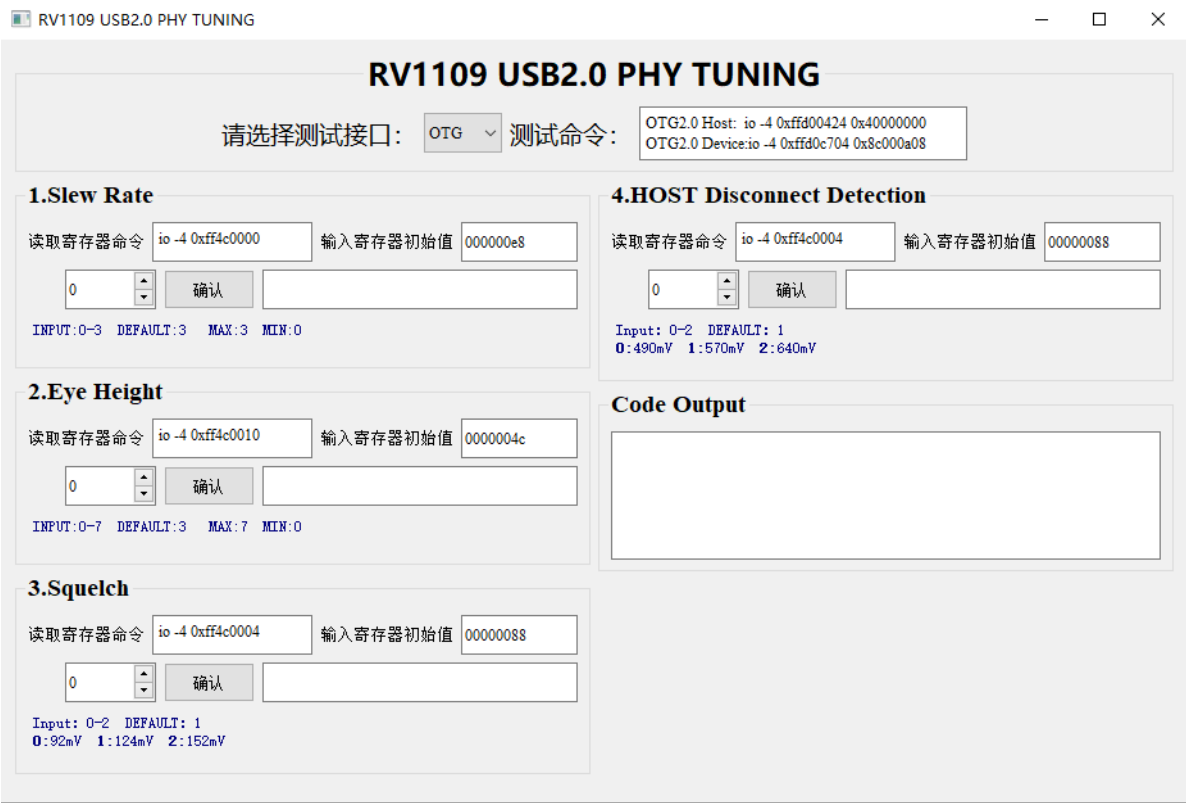 RV1109 USB2.0 PHY TUNING
RV1109 USB2.0 PHY TUNING
请选择测试接口： OTG 测试命令：
OTG2.0 Host: io -4 0xffd00424 0x40000000
OTG2.0 Device:io -4 0xffd0c704 0x8c000a08
1.Slew Rate
读取寄存器命令 io -4 0xff4c0000 输入寄存器初始值 000000e8
0 确认
INPUT:0-3 DEFAULT:3 MAX:3 MIN:0
2.Eye Height
读取寄存器命令 io -4 0xff4c0010 输入寄存器初始值 0000004c
0 确认
INPUT:0-7 DEFAULT:3 MAX:7 MIN:0
3.Squelch
读取寄存器命令 io -4 0xff4c0004 输入寄存器初始值 00000088
0 确认
Input: 0-2 DEFAULT: 1
0:92mV 1:124mV 2:152mV
4.HOST Disconnect Detection
读取寄存器命令 io -4 0xff4c0004 输入寄存器初始值 00000088
0 确认
Input: 0-2 DEFAULT: 1
0:490mV 1:570mV 2:640mV
Code Output